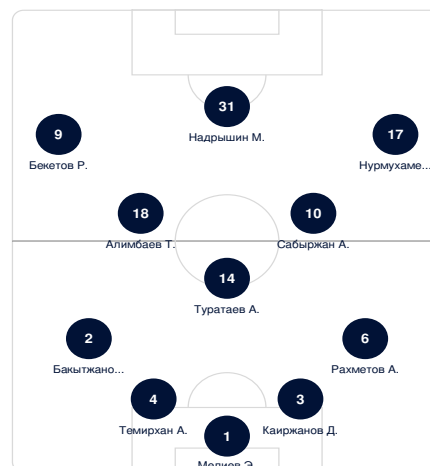 31
Надрышин М.
9
17
Бекетов Р.
Нурмухаме...
18
10
Алимбаев Т.
Сабыржан А.
14
Туратаев А.
2
6
Бакытжано...
Рахметов А.
4
3
Темирхан А.
Каиржанов Д.
1
Мелиев Э.